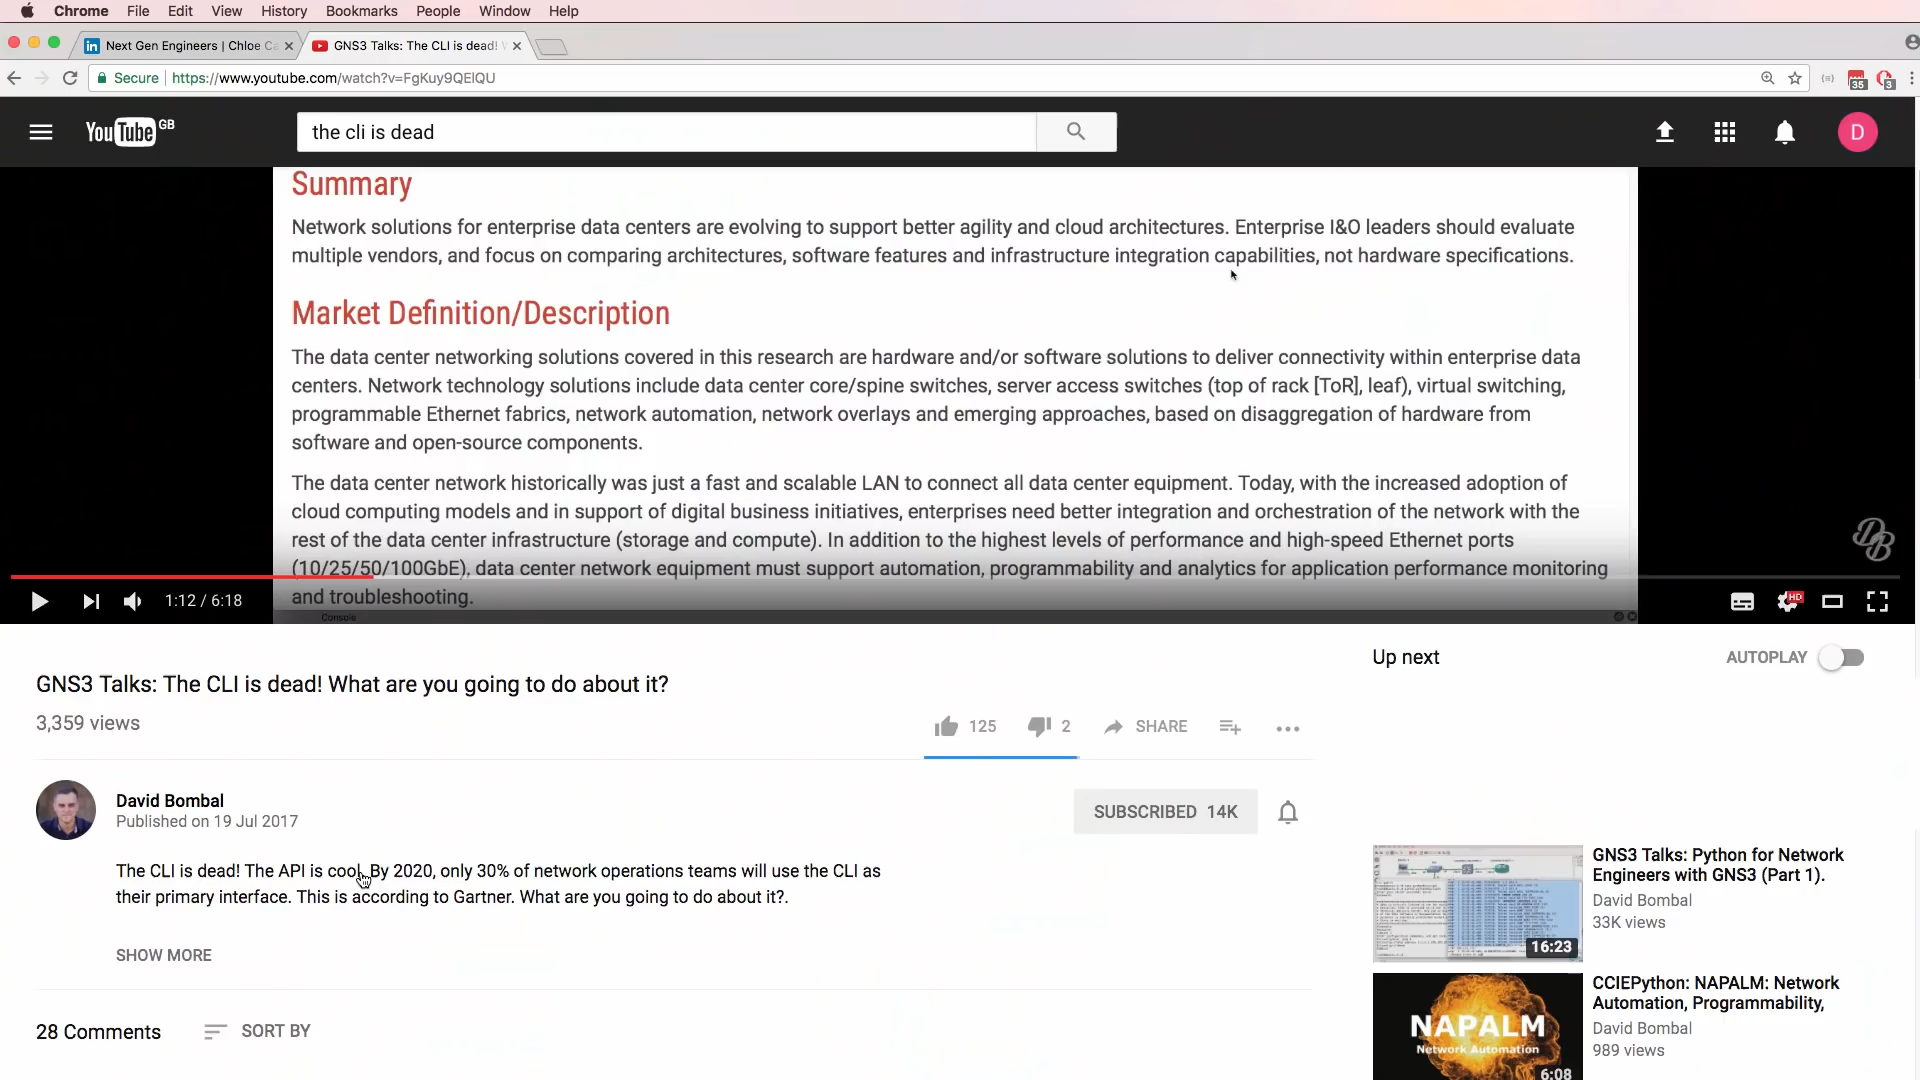 Chrome File Edit View History Bookmarks People Window Help
in Next Gen Engineers | Chloe Ca
GNS3 Talks: The CLI is dead! W
Secure https://www.youtube.com/watch?v=FgKuy9QEIQU
35
3
YouTube GB
the cli is dead
D
Summary
Network solutions for enterprise data centers are evolving to support better agility and cloud architectures. Enterprise I&O leaders should evaluate
multiple vendors, and focus on comparing architectures, software features and infrastructure integration capabilities, not hardware specifications.
Market Definition/Description
The data center networking solutions covered in this research are hardware and/or software solutions to deliver connectivity within enterprise data
centers. Network technology solutions include data center core/spine switches, server access switches (top of rack [ToR], leaf), virtual switching,
programmable Ethernet fabrics, network automation, network overlays and emerging approaches, based on disaggregation of hardware from
software and open-source components.
The data center network historically was just a fast and scalable LAN to connect all data center equipment. Today, with the increased adoption of
cloud computing models and in support of digital business initiatives, enterprises need better integration and orchestration of the network with the
rest of the data center infrastructure (storage and compute). In addition to the highest levels of performance and high-speed Ethernet ports
(10/25/50/100GbE), data center network equipment must support automation, programmability and analytics for application performance monitoring
and troubleshooting.
Console
DB
1:12 / 6:18
HD
GNS3 Talks: The CLI is dead! What are you going to do about it?
3,359 views
125
2
SHARE
David Bombal
Published on 19 Jul 2017
SUBSCRIBED 14K
The CLI is dead! The API is cool. By 2020, only 30% of network operations teams will use the CLI as
their primary interface. This is according to Gartner. What are you going to do about it?.
SHOW MORE
28 Comments
SORT BY
Up next
AUTOPLAY
GNS3 Talks: Python for Network
Engineers with GNS3 (Part 1).
David Bombal
33K views
16:23
CCIEPython: NAPALM: Network
Automation, Programmability,
David Bombal
989 views
NAPALM
Network Automation
6:08